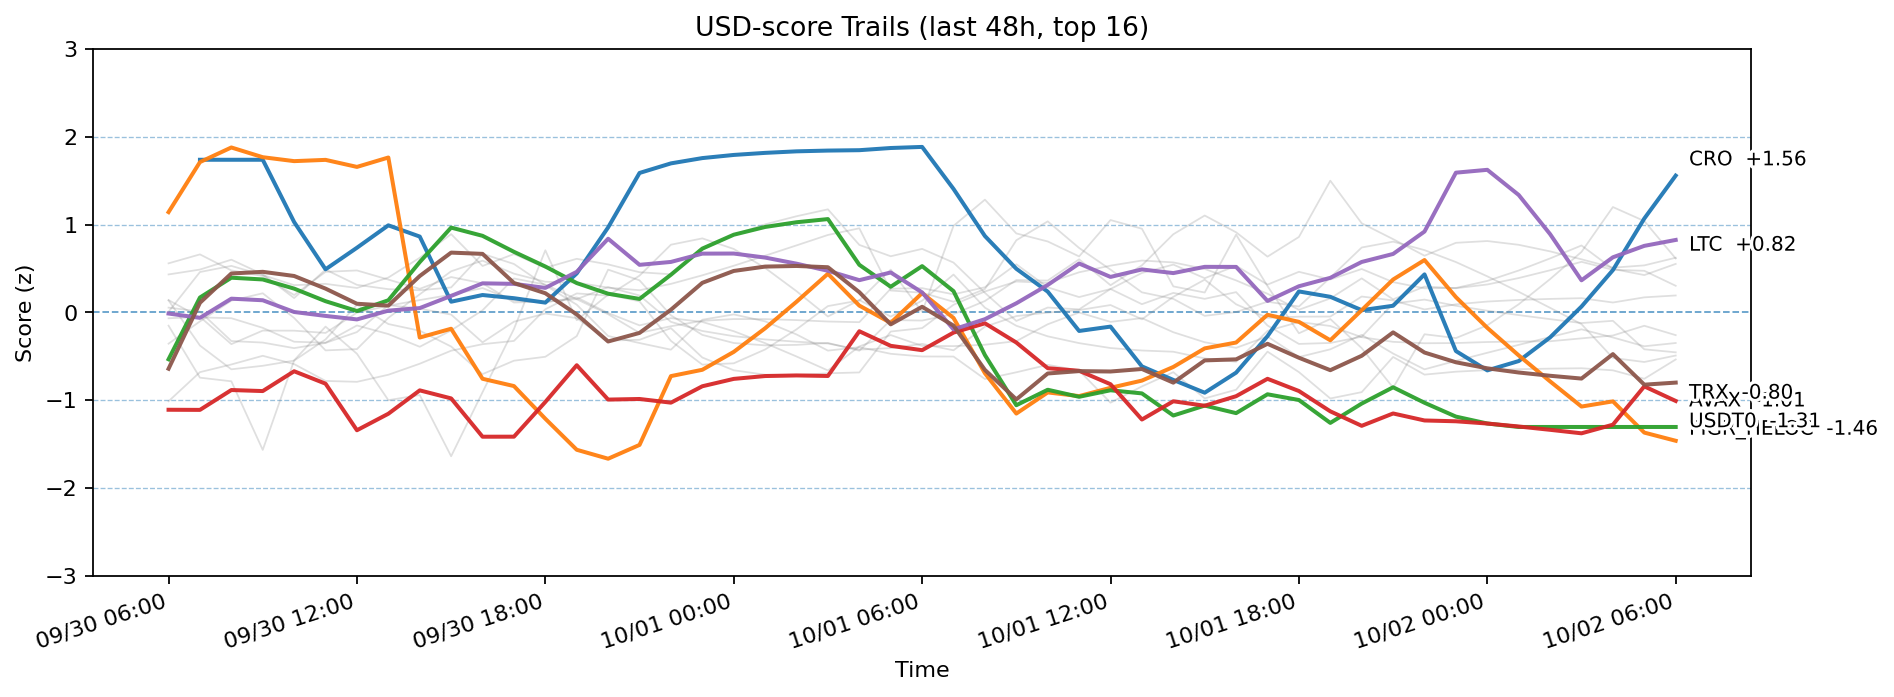 USD-score Trails (last 48h, top 16)
Score (z)
3
2
1
0
−1
−2
−3
CRO +1.56
LTC +0.82
TRX -0.80
USDT0 -1.31
-1.46
09/30 06:00
09/30 12:00
09/30 18:00
10/01 00:00
10/01 06:00
10/01 12:00
10/01 18:00
10/02 00:00
10/02 06:00
Time